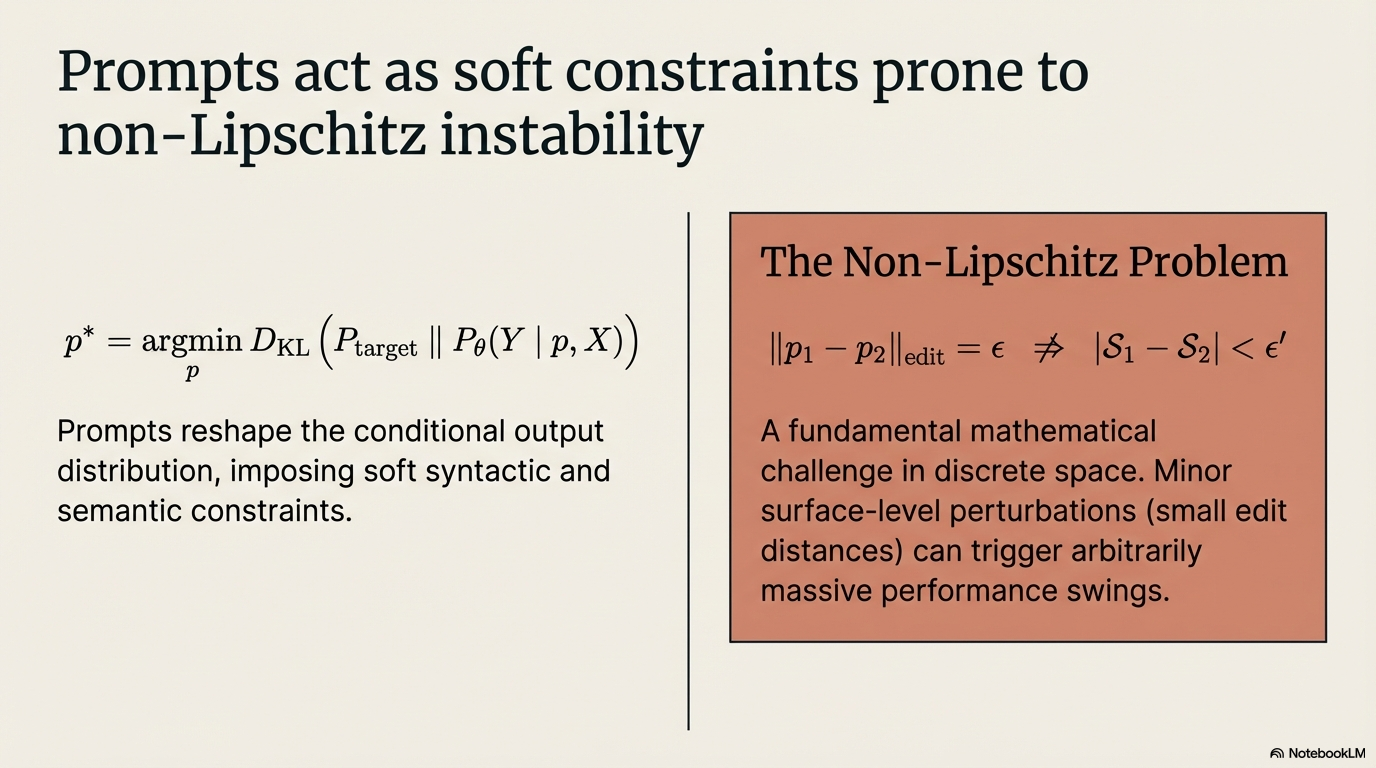 Prompts act as soft constraints prone to
non-Lipschitz instability
p* = argmin D_KL (P_target ∥ P_θ(Y | p, X))
p
Prompts reshape the conditional output
distribution, imposing soft syntactic and
semantic constraints.
The Non-Lipschitz Problem
∥p₁ − p₂∥_edit = ϵ ⇏ |𝒮₁ − 𝒮₂| < ϵ′
A fundamental mathematical
challenge in discrete space. Minor
surface-level perturbations (small edit
distances) can trigger arbitrarily
massive performance swings.
NotebookLM